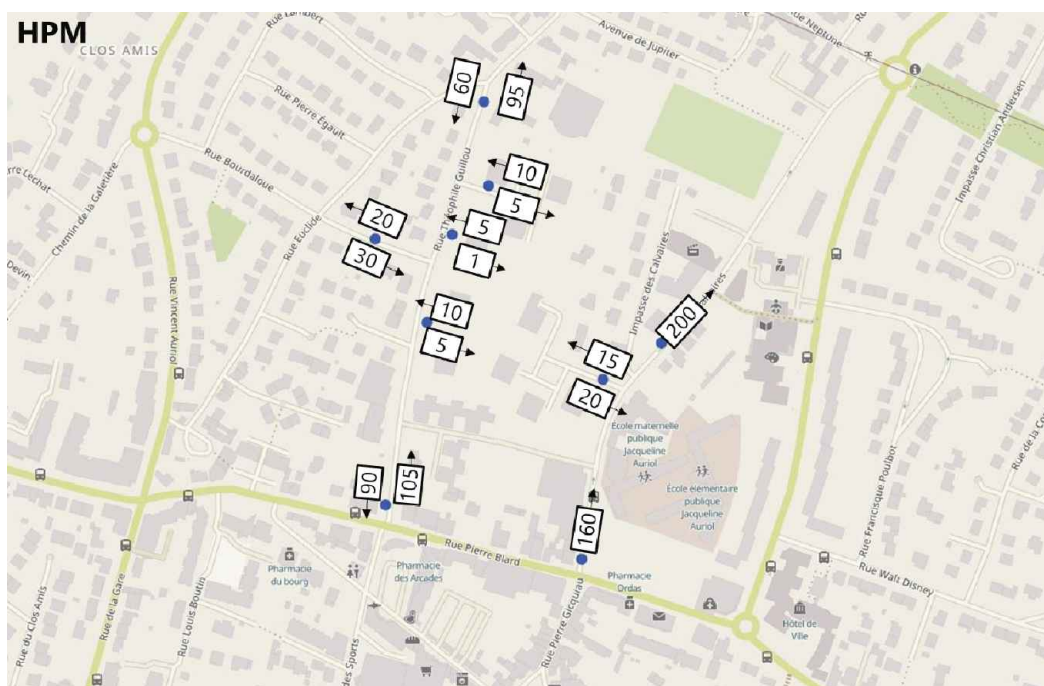 HPM
CLOS AMIS
Rue Lambert
Avenue de Jupiter
Rue Neptune
Impasse Christian Andersen
60
95
Rue Pierre Égault
Rue Bourdaloue
Chemin de la Galetière
Rue Euclide
Rue Théophile Guillou
10
5
5
1
20
30
10
5
Impasse des Calvaires
200
15
20
Rue Vincent Auriol
Devin
École maternelle
publique
Jacqueline
Auriol
École élémentaire
publique
Jacqueline
Auriol
Rue Francisque Poulbot
90
105
160
Rue Pierre Blard
Rue Walt Disney
Pharmacie
du bourg
Pharmacie
des Arcades
Pharmacie
Ordas
Hôtel de
Ville
Rue du Clos Amis
Rue de la Gare
Rue Louis Boutin
des Sports
Rue Pierre Gicquiau